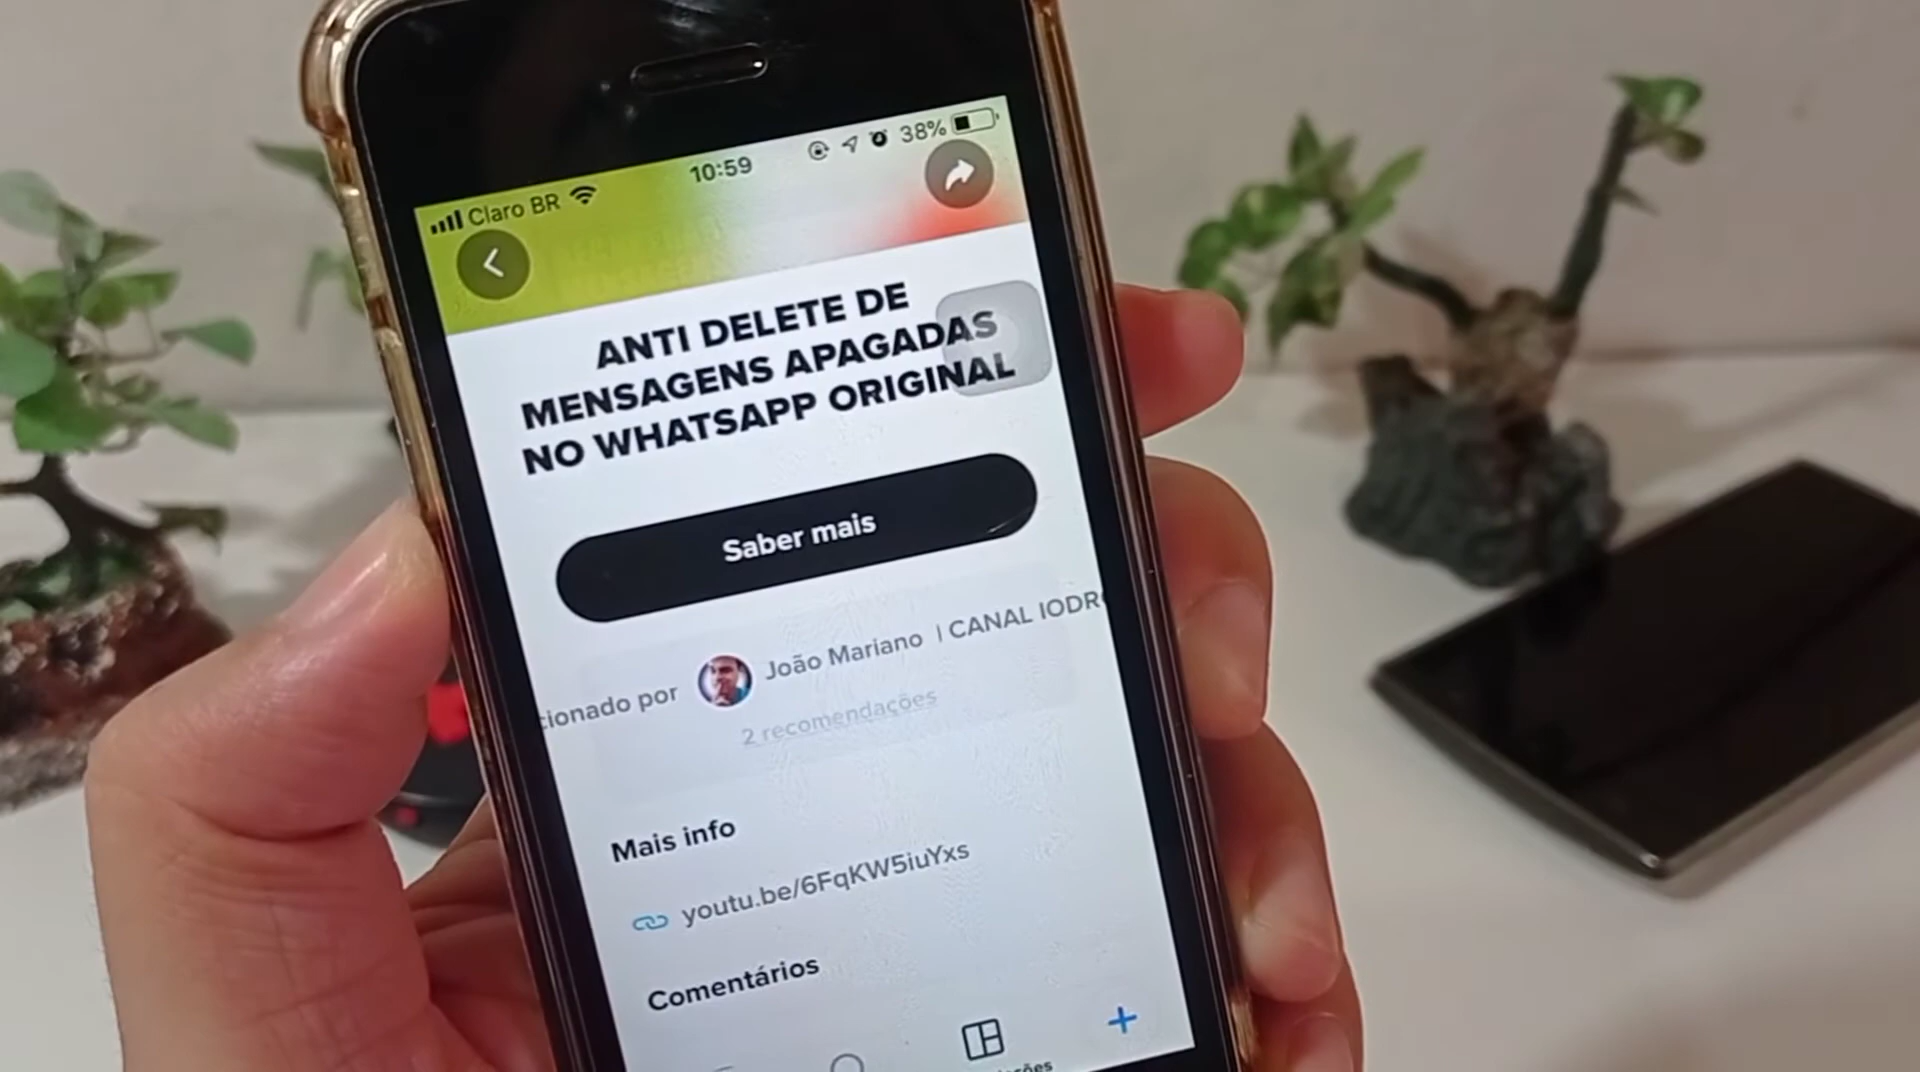 Claro BR 10:59 38%
ANTI DELETE DE
MENSAGENS APAGADAS
NO WHATSAPP ORIGINAL
Saber mais
cionado por João Mariano | CANAL IODR
2 recomendações
Mais info
youtu.be/6FqKW5iuYxs
Comentários